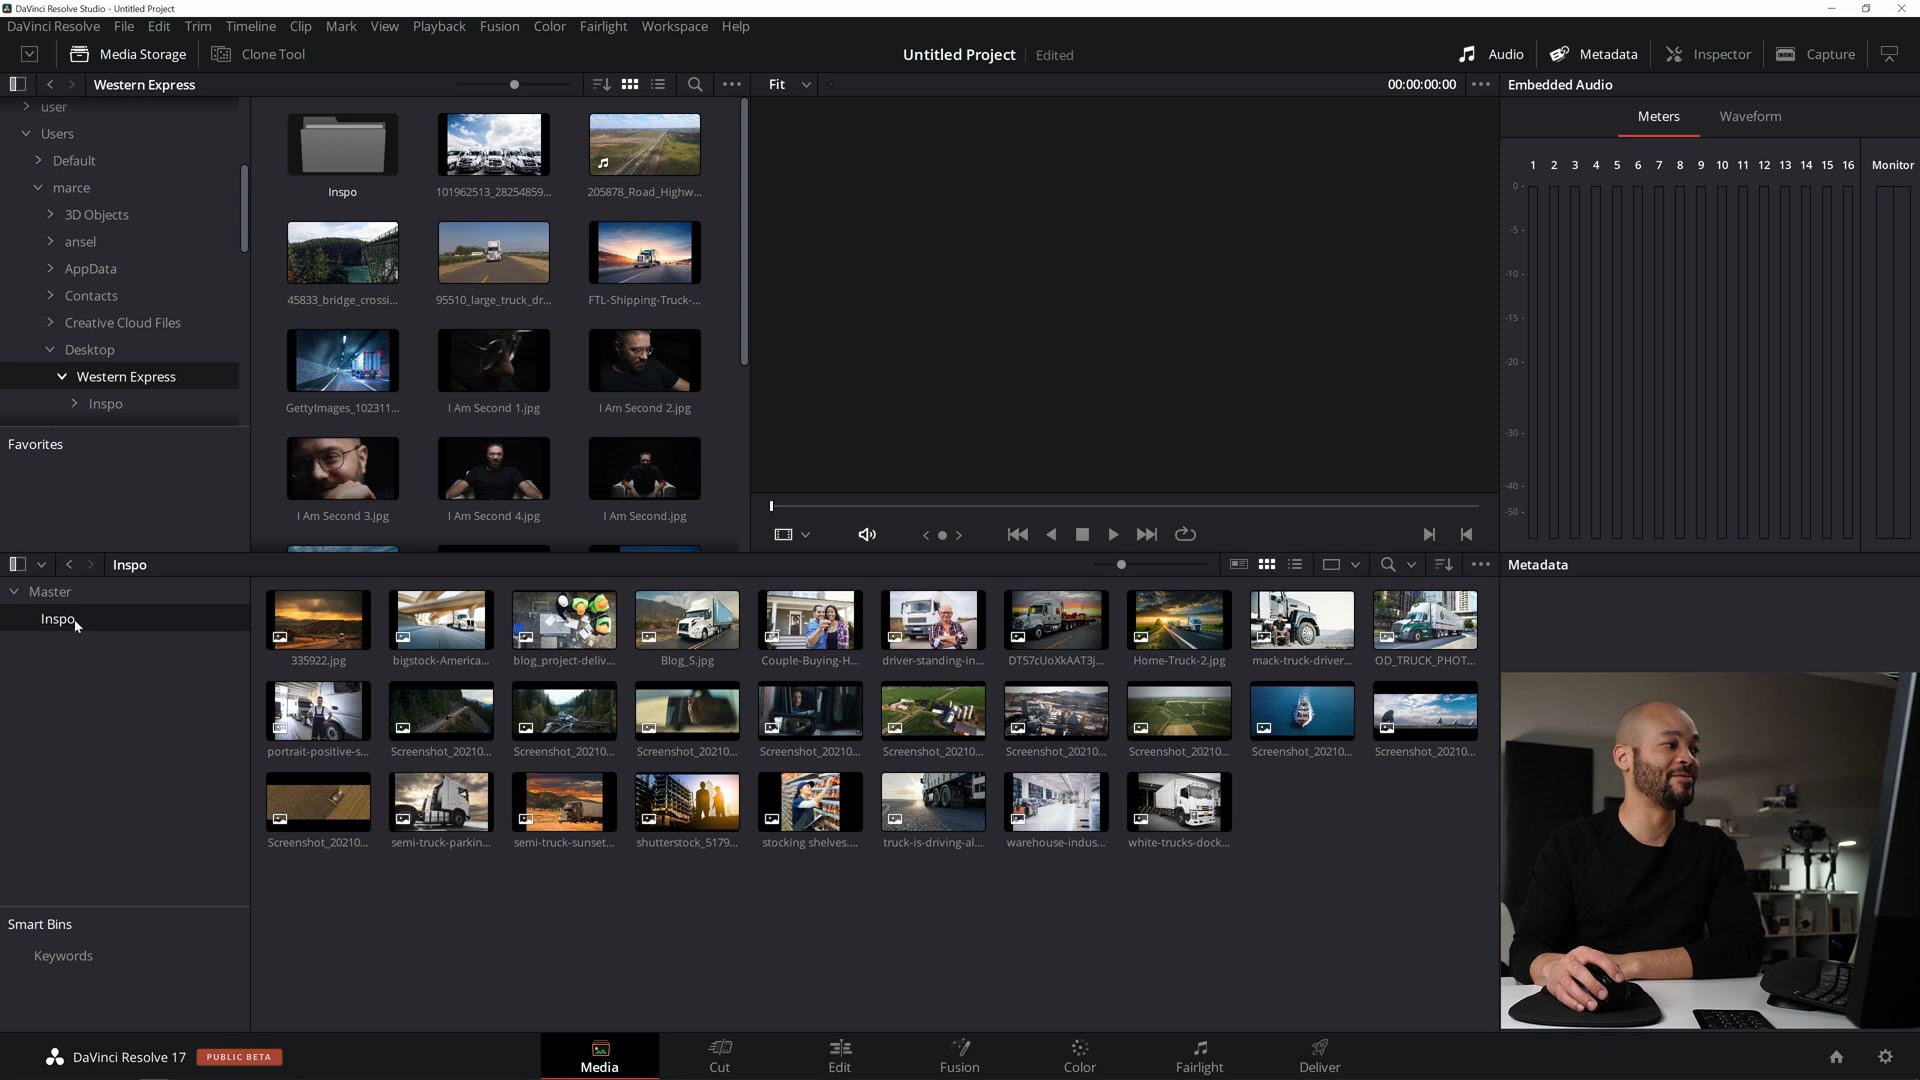 DaVinci Resolve Studio - Untitled Project
DaVinci Resolve File Edit Trim Timeline Clip Mark View Playback Fusion Color Fairlight Workspace Help
Media Storage Clone Tool Untitled Project Edited Audio Metadata Inspector Capture
Western Express Fit 00:00:00:00 Embedded Audio
Meters Waveform
1 2 3 4 5 6 7 8 9 10 11 12 13 14 15 16 Monitor
0 -
-5 -
-10 -
-15 -
-20 -
-30 -
-40 -
-50 -
user
Users
Default
marce
3D Objects
ansel
AppData
Contacts
Creative Cloud Files
Desktop
Western Express
Inspo
Favorites
Inspo 101962513_28254859... 205878_Road_Highw...
45833_bridge_crossi... 95510_large_truck_dr... FTL-Shipping-Truck-...
GettyImages_102311... I Am Second 1.jpg I Am Second 2.jpg
I Am Second 3.jpg I Am Second 4.jpg I Am Second.jpg
Inspo Metadata
Master
Inspo
Smart Bins
Keywords
335922.jpg bigstock-America... blog_project-deliv... Blog_S.jpg Couple-Buying-H... driver-standing-in... DT57cUoXkAAT3j... Home-Truck-2.jpg mack-truck-driver... OD_TRUCK_PHOT...
portrait-positive-s... Screenshot_20210... Screenshot_20210... Screenshot_20210... Screenshot_20210... Screenshot_20210... Screenshot_20210... Screenshot_20210... Screenshot_20210... Screenshot_20210...
Screenshot_20210... semi-truck-parkin... semi-truck-sunset... shutterstock_5179... stocking shelves.... truck-is-driving-al... warehouse-indus... white-trucks-dock...
DaVinci Resolve 17 PUBLIC BETA
Media Cut Edit Fusion Color Fairlight Deliver